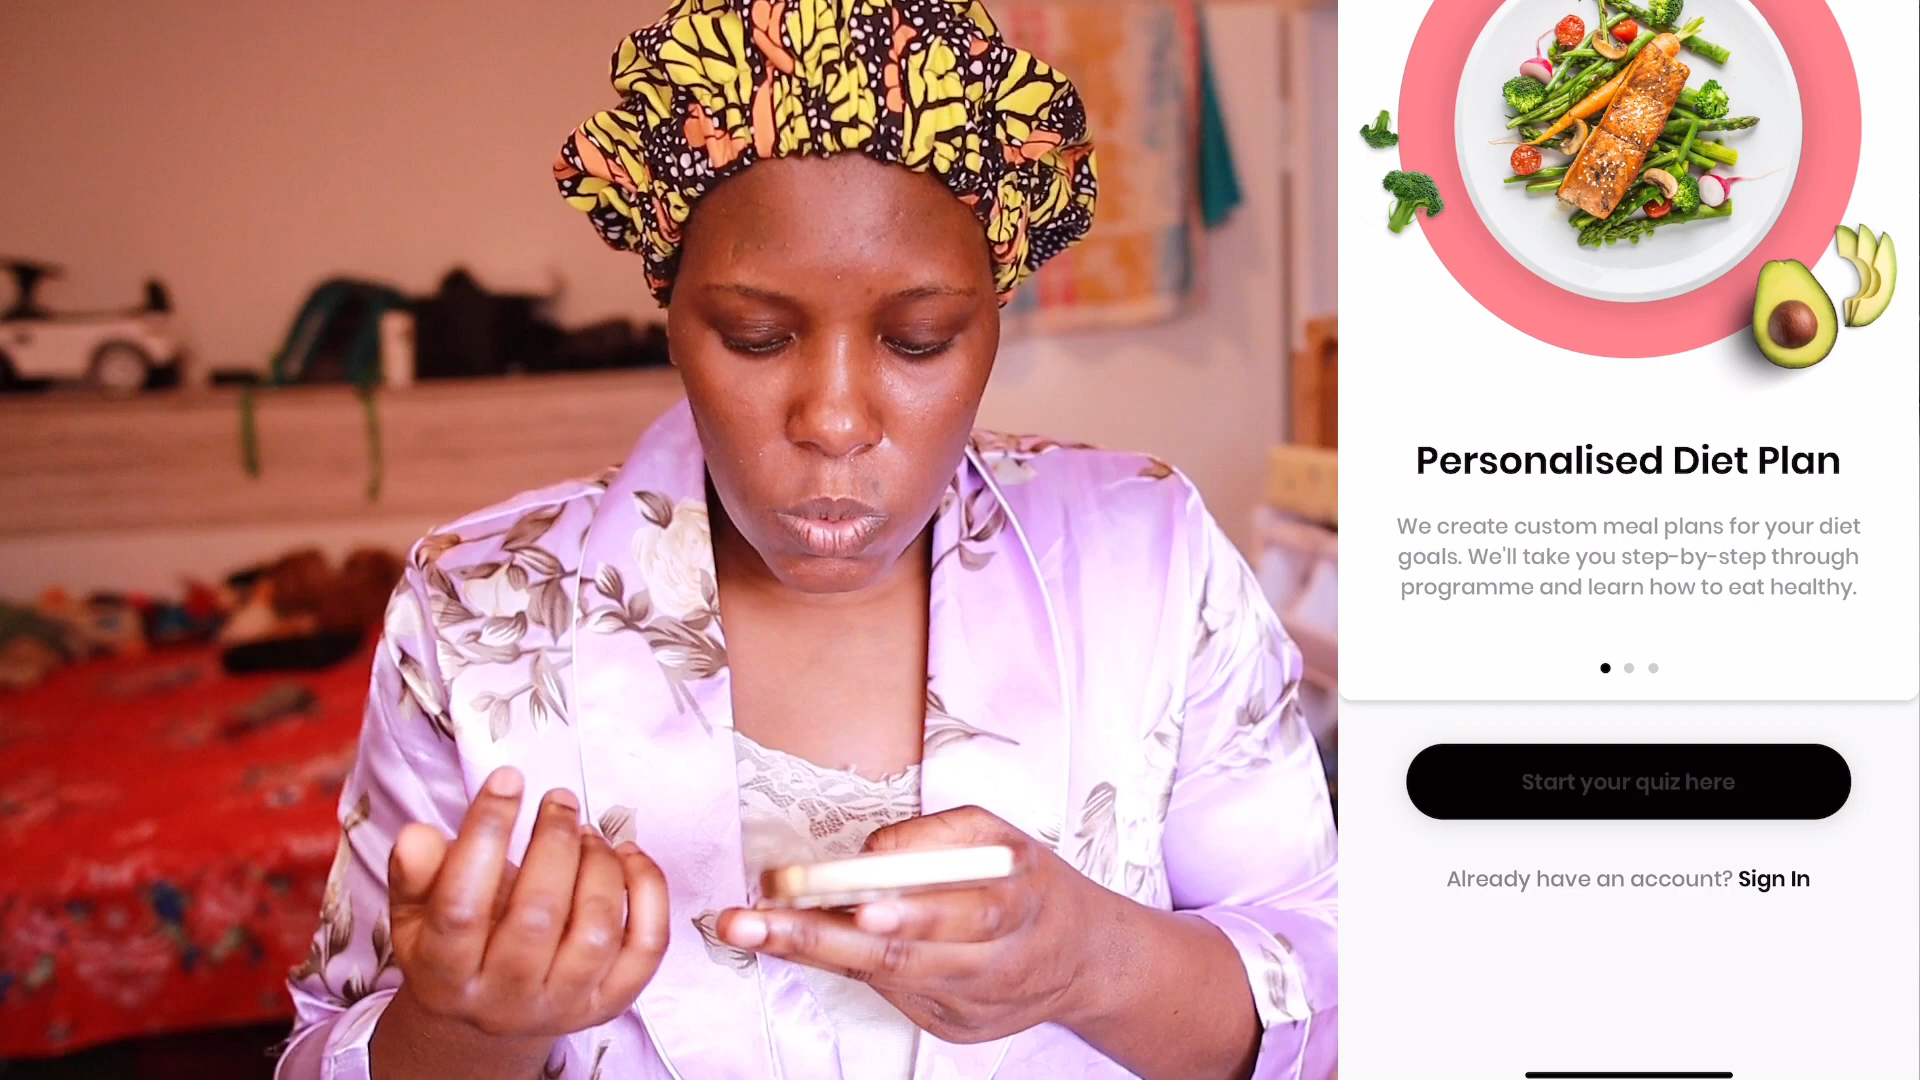 Personalised Diet Plan
We create custom meal plans for your diet
goals. We'll take you step-by-step through
programme and learn how to eat healthy.
Start your quiz here
Already have an account? Sign In